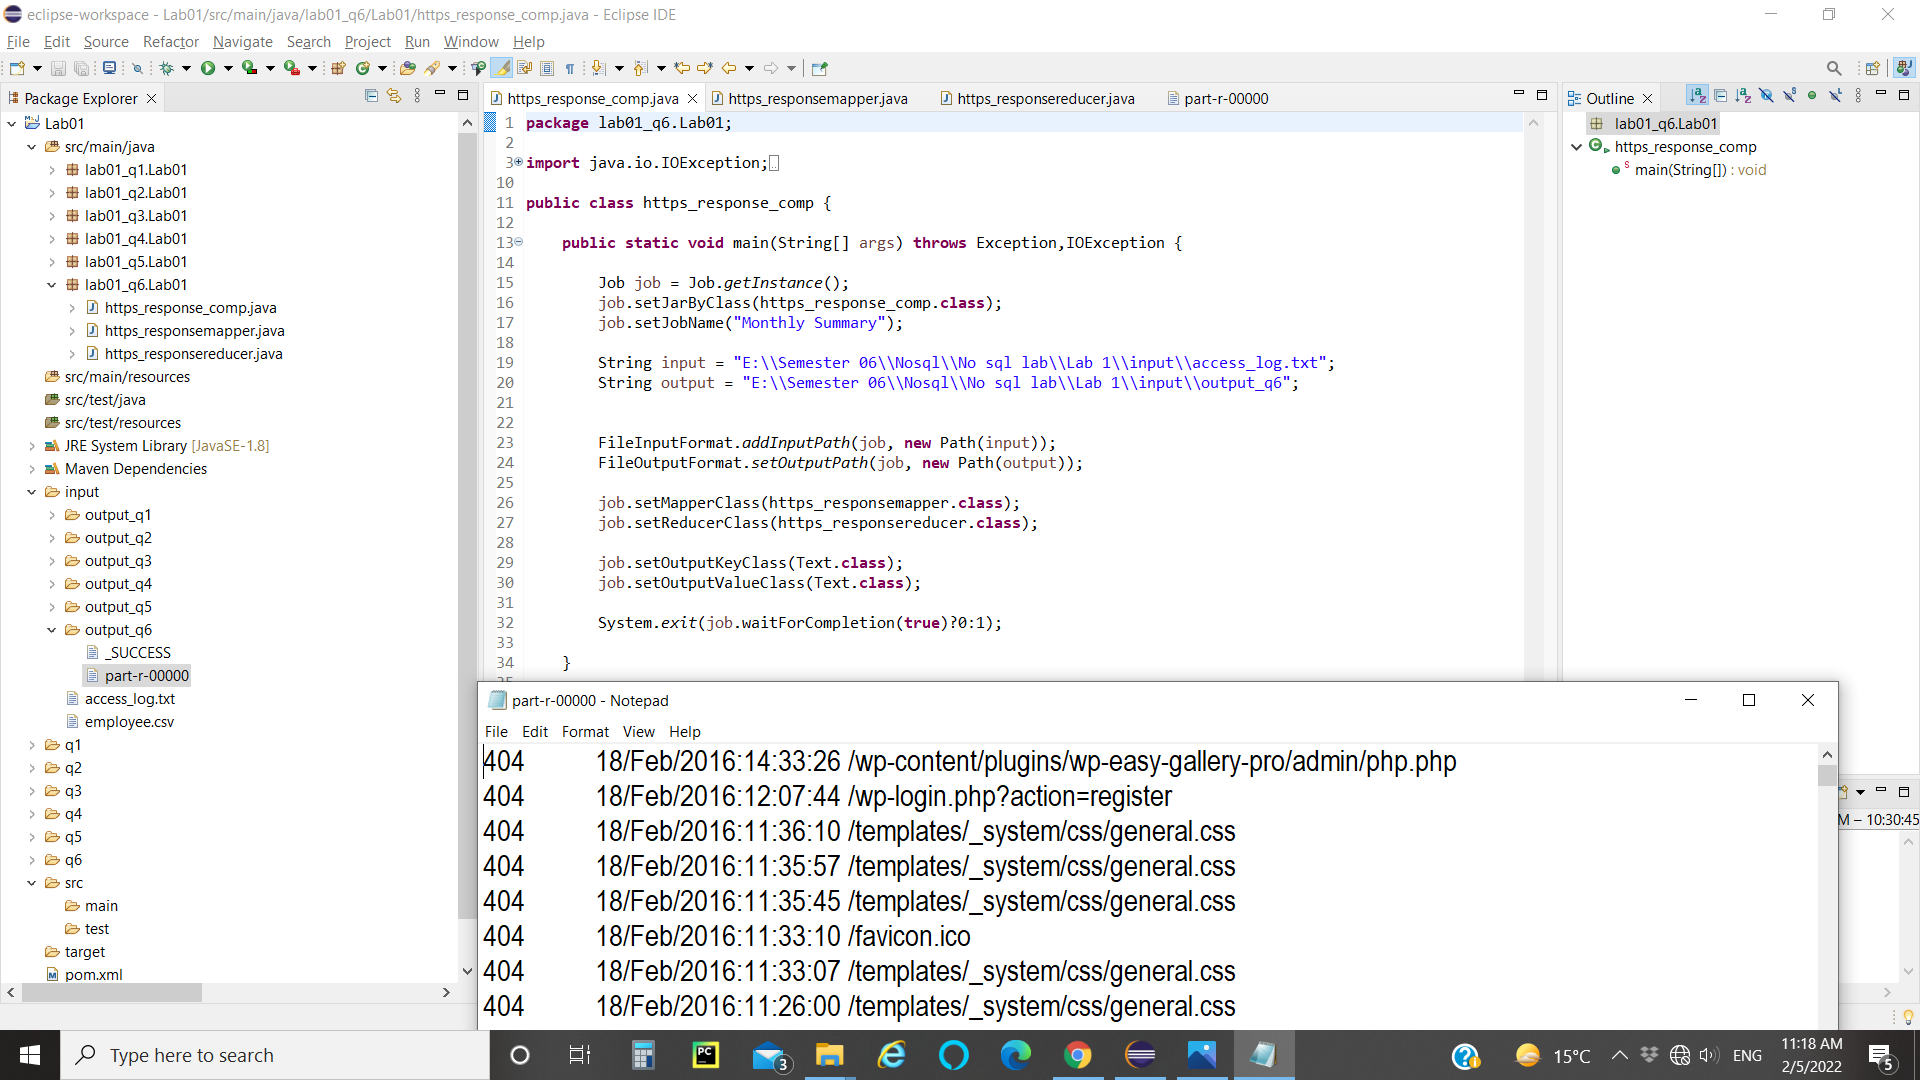 eclipse-workspace - Lab01/src/main/java/lab01_q6/Lab01/https_response_comp.java - Eclipse IDE
File Edit Source Refactor Navigate Search Project Run Window Help
Package Explorer
Lab01
src/main/java
lab01_q1.Lab01
lab01_q2.Lab01
lab01_q3.Lab01
lab01_q4.Lab01
lab01_q5.Lab01
lab01_q6.Lab01
https_response_comp.java
https_responsemapper.java
https_responsereducer.java
src/main/resources
src/test/java
src/test/resources
JRE System Library [JavaSE-1.8]
Maven Dependencies
input
output_q1
output_q2
output_q3
output_q4
output_q5
output_q6
_SUCCESS
part-r-00000
access_log.txt
employee.csv
q1
q2
q3
q4
q5
q6
src
main
test
target
pom.xml
https_response_comp.java https_responsemapper.java https_responsereducer.java part-r-00000
1 package lab01_q6.Lab01;
2
3 import java.io.IOException;
10
11 public class https_response_comp {
12
13 public static void main(String[] args) throws Exception,IOException {
14
15 Job job = Job.getInstance();
16 job.setJarByClass(https_response_comp.class);
17 job.setJobName("Monthly Summary");
18
19 String input = "E:\\Semester 06\\Nosql\\No sql lab\\Lab 1\\input\\access_log.txt";
20 String output = "E:\\Semester 06\\Nosql\\No sql lab\\Lab 1\\input\\output_q6";
21
22
23 FileInputFormat.addInputPath(job, new Path(input));
24 FileOutputFormat.setOutputPath(job, new Path(output));
25
26 job.setMapperClass(https_responsemapper.class);
27 job.setReducerClass(https_responsereducer.class);
28
29 job.setOutputKeyClass(Text.class);
30 job.setOutputValueClass(Text.class);
31
32 System.exit(job.waitForCompletion(true)?0:1);
33
34 }
Outline
lab01_q6.Lab01
https_response_comp
main(String[]) : void
M – 10:30:45
part-r-00000 - Notepad
File Edit Format View Help
404 18/Feb/2016:14:33:26 /wp-content/plugins/wp-easy-gallery-pro/admin/php.php
404 18/Feb/2016:12:07:44 /wp-login.php?action=register
404 18/Feb/2016:11:36:10 /templates/_system/css/general.css
404 18/Feb/2016:11:35:57 /templates/_system/css/general.css
404 18/Feb/2016:11:35:45 /templates/_system/css/general.css
404 18/Feb/2016:11:33:10 /favicon.ico
404 18/Feb/2016:11:33:07 /templates/_system/css/general.css
404 18/Feb/2016:11:26:00 /templates/_system/css/general.css
Type here to search
PC
3
15°C
ENG
11:18 AM
2/5/2022
5